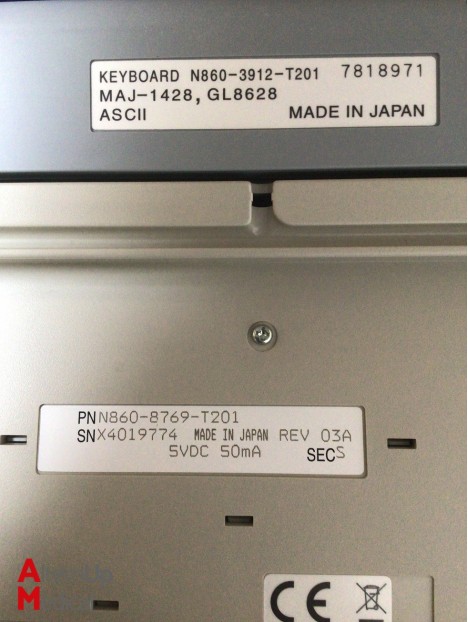 KEYBOARD N860-3912-T201 7818971
MAJ-1428, GL8628
ASCII MADE IN JAPAN
PN N860-8769-T201
SN X4019774 MADE IN JAPAN REV 03A
5VDC 50mA SEC S
CE
A
M